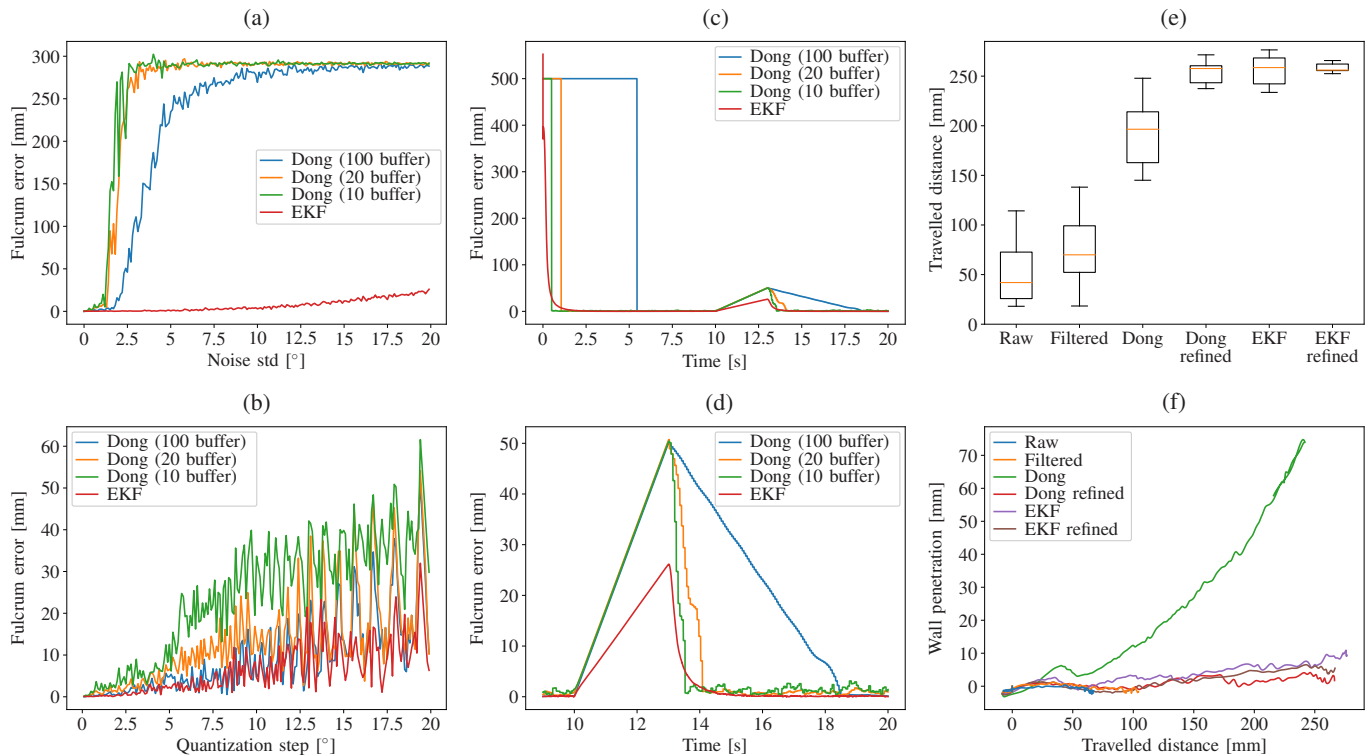 (a)
300
250
200
150
100
50
0
Fulcrum error [mm]
Dong (100 buffer)
Dong (20 buffer)
Dong (10 buffer)
EKF
0 2.5 5 7.5 10 12.5 15 17.5 20
Noise std [°]
(c)
500
400
300
200
100
0
Fulcrum error [mm]
Dong (100 buffer)
Dong (20 buffer)
Dong (10 buffer)
EKF
0 2.5 5 7.5 10 12.5 15 17.5 20
Time [s]
(e)
250
200
150
100
50
0
Travelled distance [mm]
Raw Filtered Dong Dong EKF EKF
refined refined
(b)
60
50
40
30
20
10
0
Fulcrum error [mm]
Dong (100 buffer)
Dong (20 buffer)
Dong (10 buffer)
EKF
0 2.5 5 7.5 10 12.5 15 17.5 20
Quantization step [°]
(d)
50
40
30
20
10
0
Fulcrum error [mm]
Dong (100 buffer)
Dong (20 buffer)
Dong (10 buffer)
EKF
10 12 14 16 18 20
Time [s]
(f)
70
60
50
40
30
20
10
0
Wall penetration [mm]
Raw
Filtered
Dong
Dong refined
EKF
EKF refined
0 50 100 150 200 250
Travelled distance [mm]